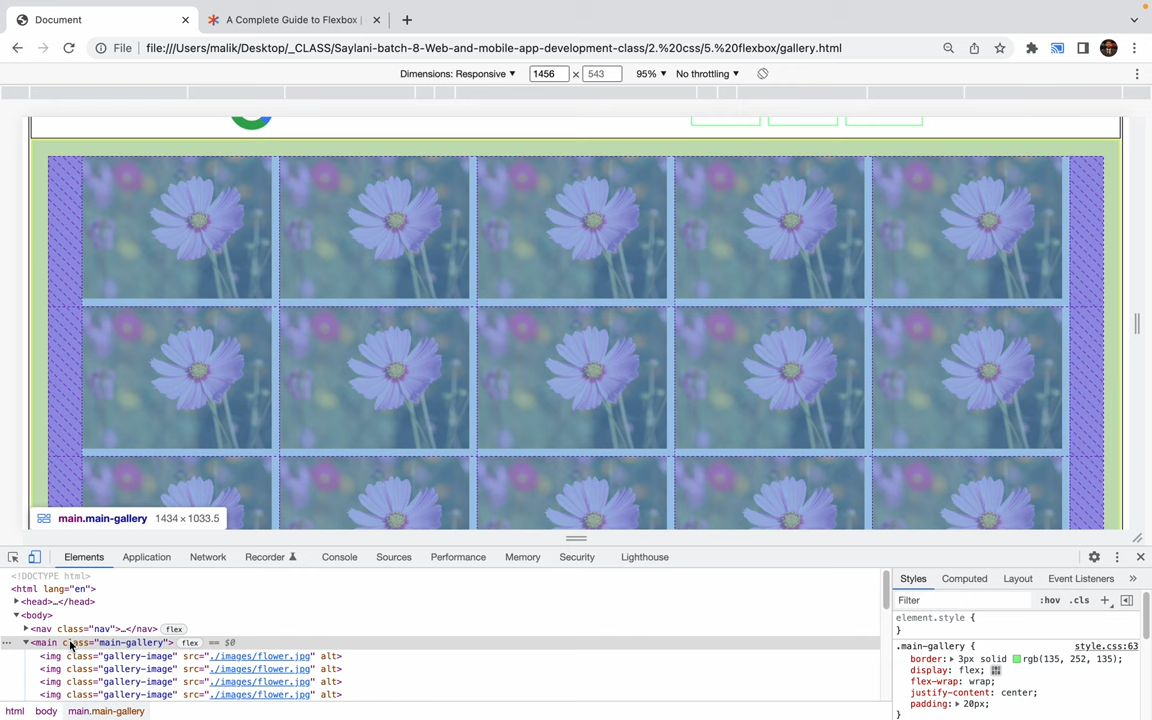 Document
A Complete Guide to Flexbox |
File
file:///Users/malik/Desktop/_CLASS/Saylani-batch-8-Web-and-mobile-app-development-class/2.%20css/5.%20flexbox/gallery.html
Dimensions: Responsive ▼ 1456 × 543 95% ▼ No throttling ▼
main.main-gallery 1434 × 1033.5
Elements Application Network Recorder Console Sources Performance Memory Security Lighthouse
<!DOCTYPE html>
<html lang="en">
<head>…</head>
<body>
<nav class="nav">…</nav> flex
<main class="main-gallery"> flex == $0
<img class="gallery-image" src="./images/flower.jpg" alt>
<img class="gallery-image" src="./images/flower.jpg" alt>
<img class="gallery-image" src="./images/flower.jpg" alt>
<img class="gallery-image" src="./images/flower.jpg" alt>
html body main.main-gallery
Styles Computed Layout Event Listeners »
Filter :hov .cls +
element.style {
}
.main-gallery { style.css:63
border: 3px solid rgb(135, 252, 135);
display: flex;
flex-wrap: wrap;
justify-content: center;
padding: 20px;
}